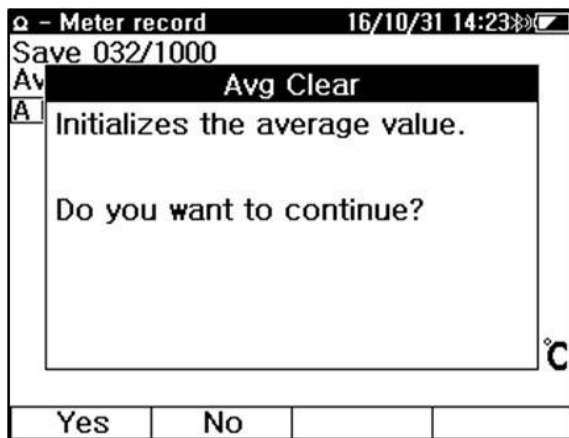 Ω - Meter record 16/10/31 14:23
Save 032/1000
Av
Avg Clear
A
Initializes the average value.
Do you want to continue?
℃
Yes No